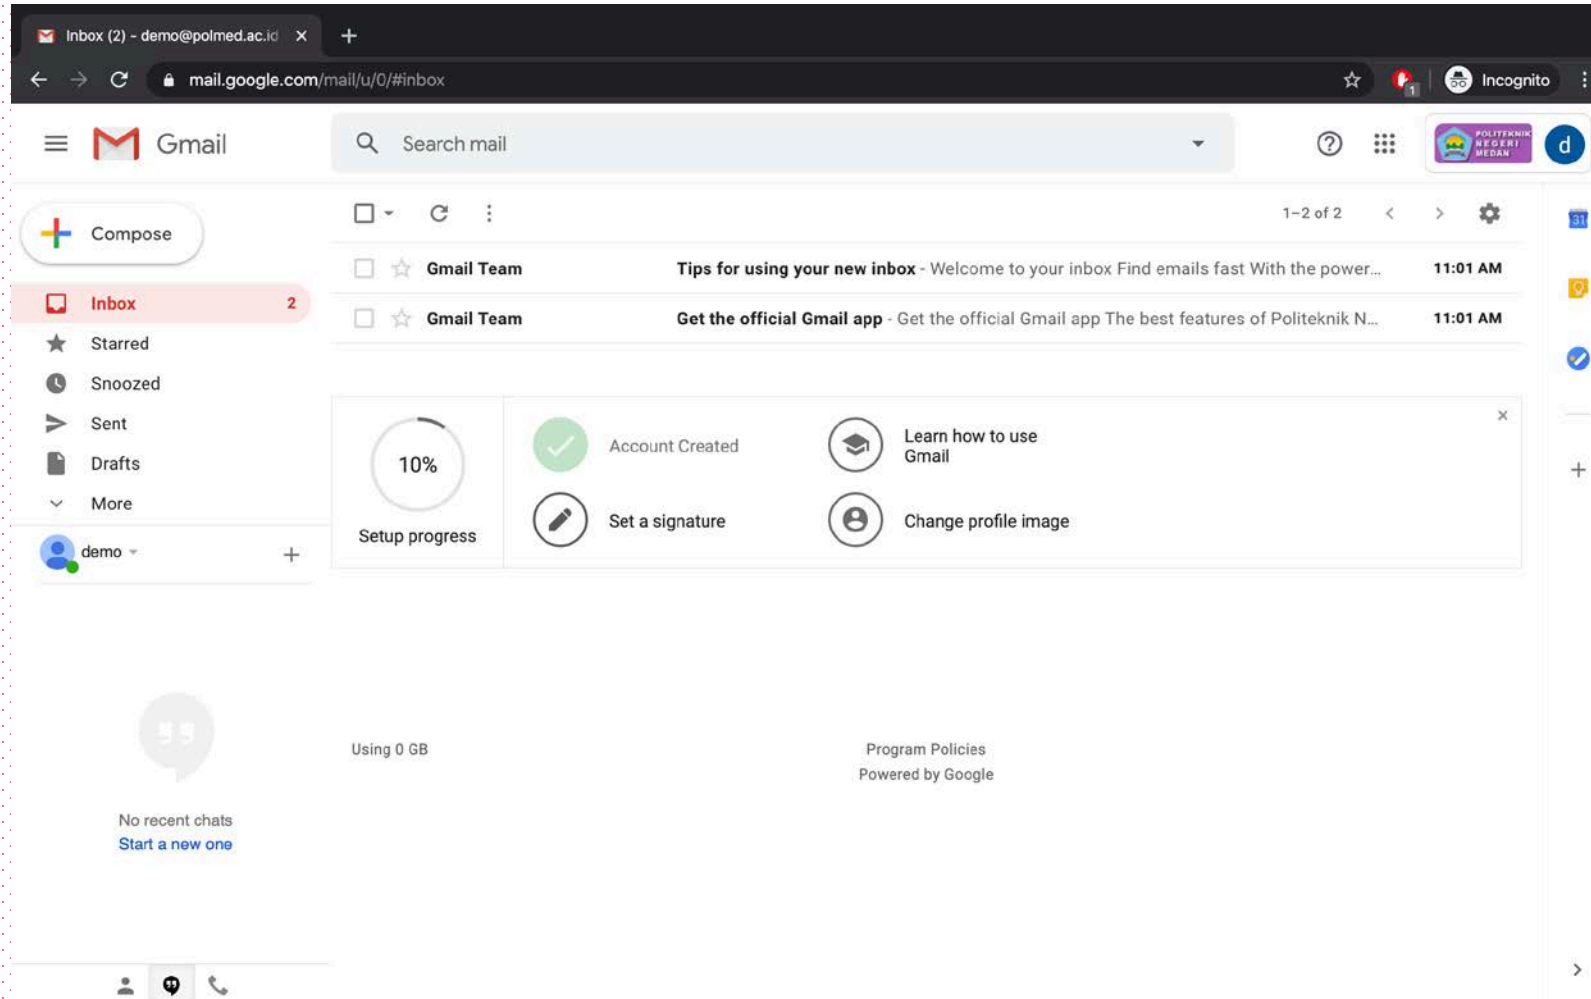 Inbox (2) - demo@polmed.ac.id
mail.google.com/mail/u/0/#inbox
1
Incognito
Gmail
Search mail
POLITEKNIK
NEGERI
MEDAN
d
Compose
1–2 of 2
31
Gmail Team Tips for using your new inbox - Welcome to your inbox Find emails fast With the power... 11:01 AM
Gmail Team Get the official Gmail app - Get the official Gmail app The best features of Politeknik N... 11:01 AM
Inbox 2
Starred
Snoozed
Sent
Drafts
More
demo
10%
Setup progress
Account Created
Learn how to use
Gmail
Set a signature
Change profile image
Using 0 GB
Program Policies
Powered by Google
No recent chats
Start a new one